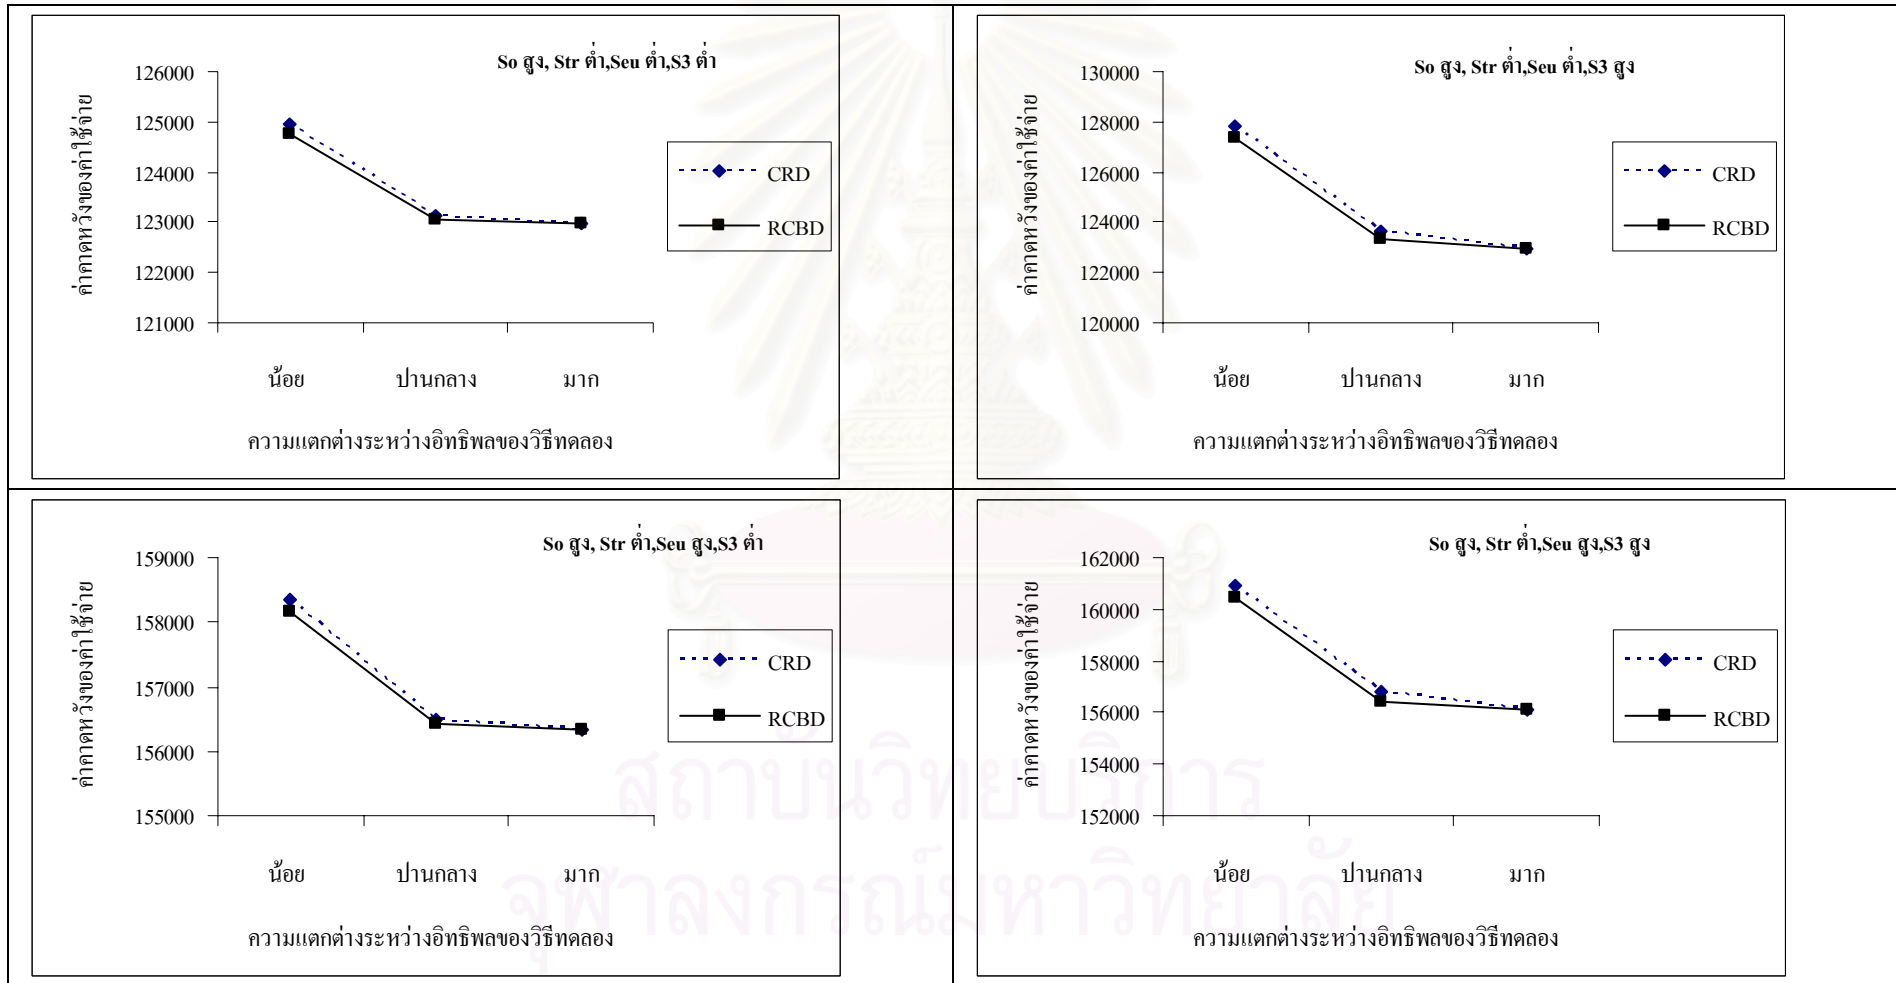 So สูง, Str ต่ำ,Seu ต่ำ,S3 ต่ำ
ค่าคาดหวังของค่าใช้จ่าย
126000
125000
124000
123000
122000
121000
CRD
RCBD
น้อย ปานกลาง มาก
ความแตกต่างระหว่างอิทธิพลของวิธีทดลอง
So สูง, Str ต่ำ,Seu ต่ำ,S3 สูง
ค่าคาดหวังของค่าใช้จ่าย
130000
128000
126000
124000
122000
120000
CRD
RCBD
น้อย ปานกลาง มาก
ความแตกต่างระหว่างอิทธิพลของวิธีทดลอง
So สูง, Str ต่ำ,Seu สูง,S3 ต่ำ
ค่าคาดหวังของค่าใช้จ่าย
159000
158000
157000
156000
155000
CRD
RCBD
น้อย ปานกลาง มาก
ความแตกต่างระหว่างอิทธิพลของวิธีทดลอง
So สูง, Str ต่ำ,Seu สูง,S3 สูง
ค่าคาดหวังของค่าใช้จ่าย
162000
160000
158000
156000
154000
152000
CRD
RCBD
น้อย ปานกลาง มาก
ความแตกต่างระหว่างอิทธิพลของวิธีทดลอง
สถาบันวิทยบริการ
จุฬาลงกรณ์มหาวิทยาลัย